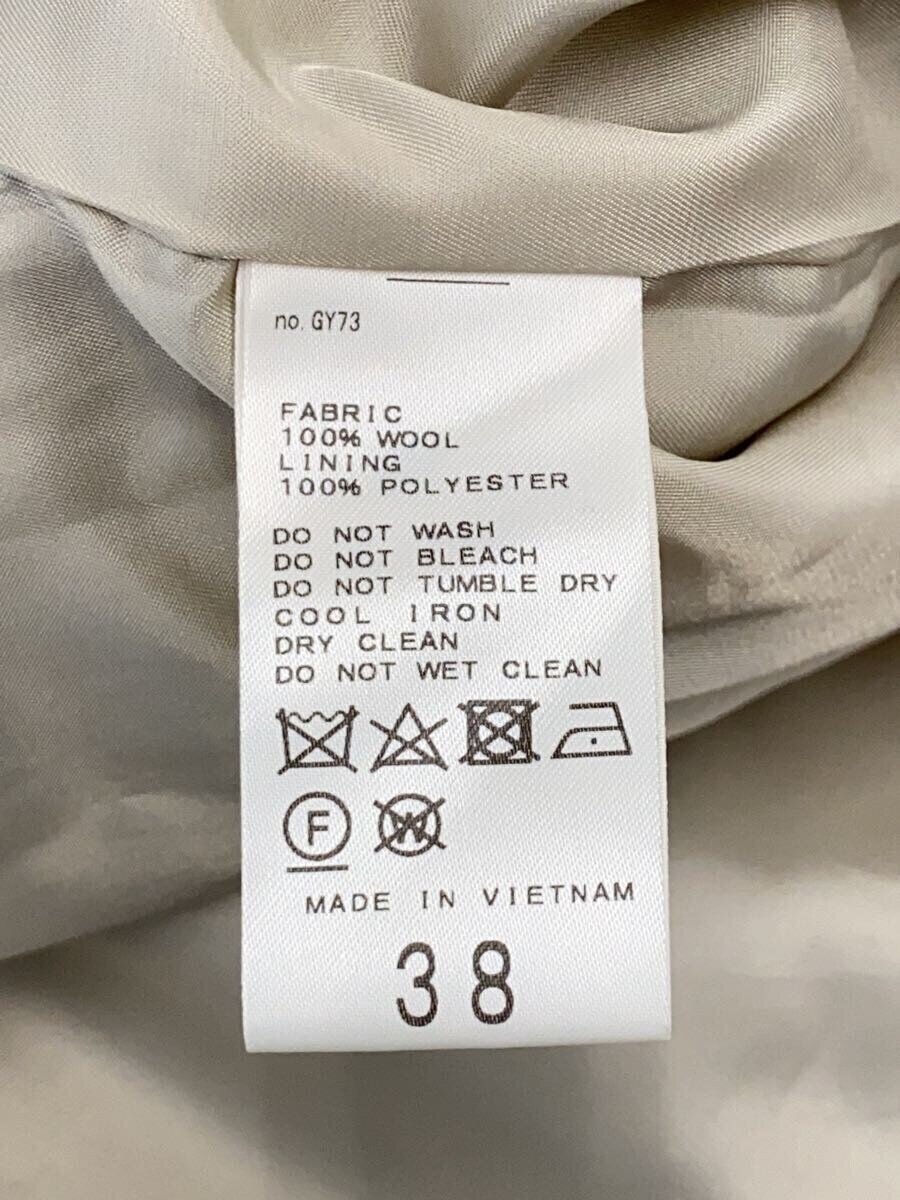 no. GY73
FABRIC
100% WOOL
LINING
100% POLYESTER
DO NOT WASH
DO NOT BLEACH
DO NOT TUMBLE DRY
COOL IRON
DRY CLEAN
DO NOT WET CLEAN
F W
MADE IN VIETNAM
38